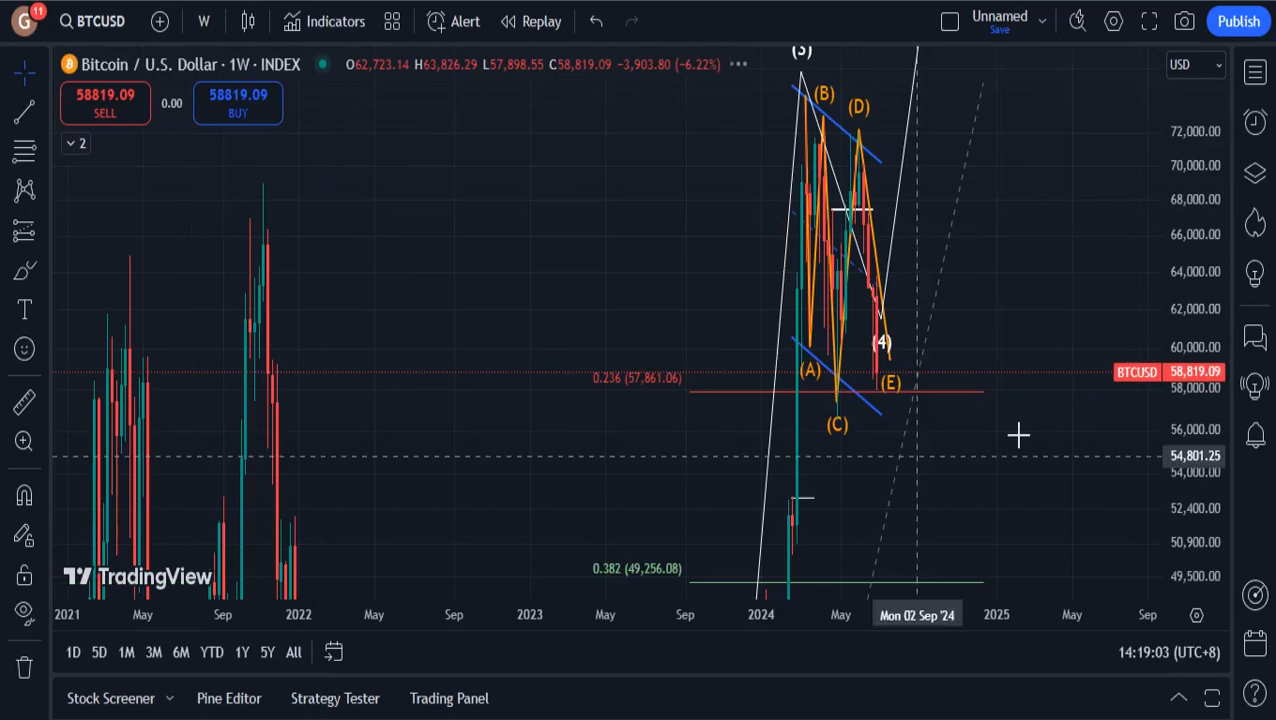 G
11
BTCUSD
W
Indicators
Alert
Replay
Unnamed
Save
Publish
Bitcoin / U.S. Dollar · 1W · INDEX
O62,723.14 H63,826.29 L57,898.55 C58,819.09 −3,903.80 (−6.22%)
USD
58819.09
SELL
0.00
58819.09
BUY
2
(3)
(B)
(D)
(4)
(A)
(E)
(C)
0.236 (57,861.06)
0.382 (49,256.08)
72,000.00
70,000.00
68,000.00
66,000.00
64,000.00
62,000.00
60,000.00
BTCUSD 58,819.09
58,000.00
56,000.00
54,801.25
54,000.00
52,400.00
50,900.00
49,500.00
TradingView
2021 May Sep 2022 May Sep 2023 May Sep 2024 May Mon 02 Sep '24 2025 May Sep
1D 5D 1M 3M 6M YTD 1Y 5Y All
14:19:03 (UTC+8)
Stock Screener Pine Editor Strategy Tester Trading Panel